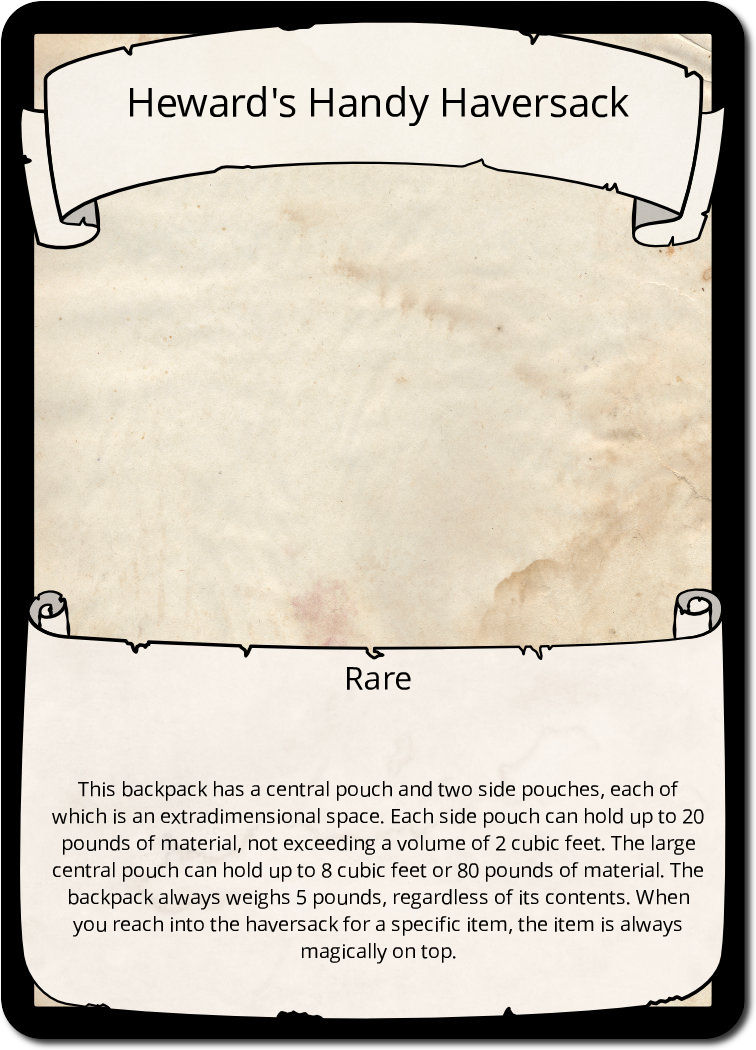 Heward's Handy Haversack
Rare
This backpack has a central pouch and two side pouches, each of
which is an extradimensional space. Each side pouch can hold up to 20
pounds of material, not exceeding a volume of 2 cubic feet. The large
central pouch can hold up to 8 cubic feet or 80 pounds of material. The
backpack always weighs 5 pounds, regardless of its contents. When
you reach into the haversack for a specific item, the item is always
magically on top.